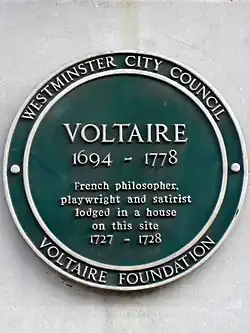 WESTMINSTER CITY COUNCIL
VOLTAIRE
1694 - 1778
French philosopher,
playwright and satirist
lodged in a house
on this site
1727 - 1728
VOLTAIRE FOUNDATION